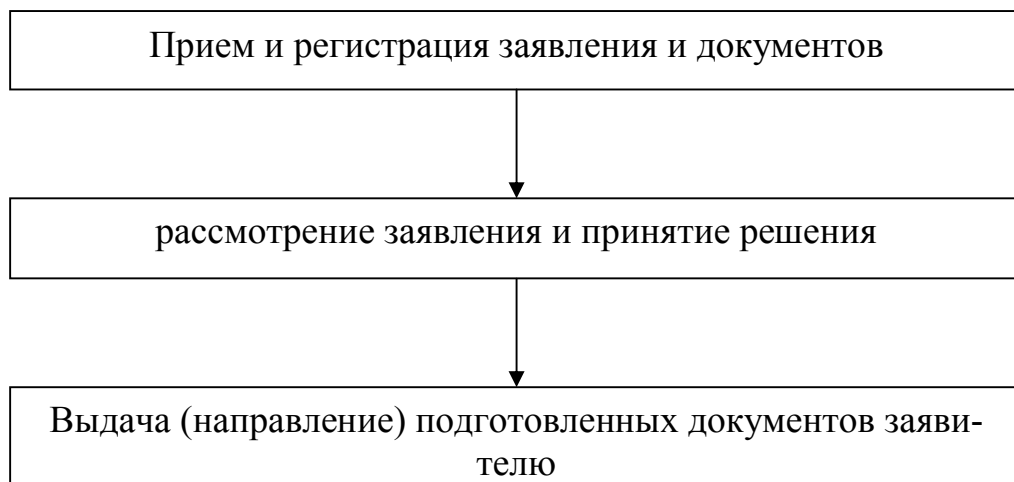 Прием и регистрация заявления и документов
рассмотрение заявления и принятие решения
Выдача (направление) подготовленных документов заяви-
телю